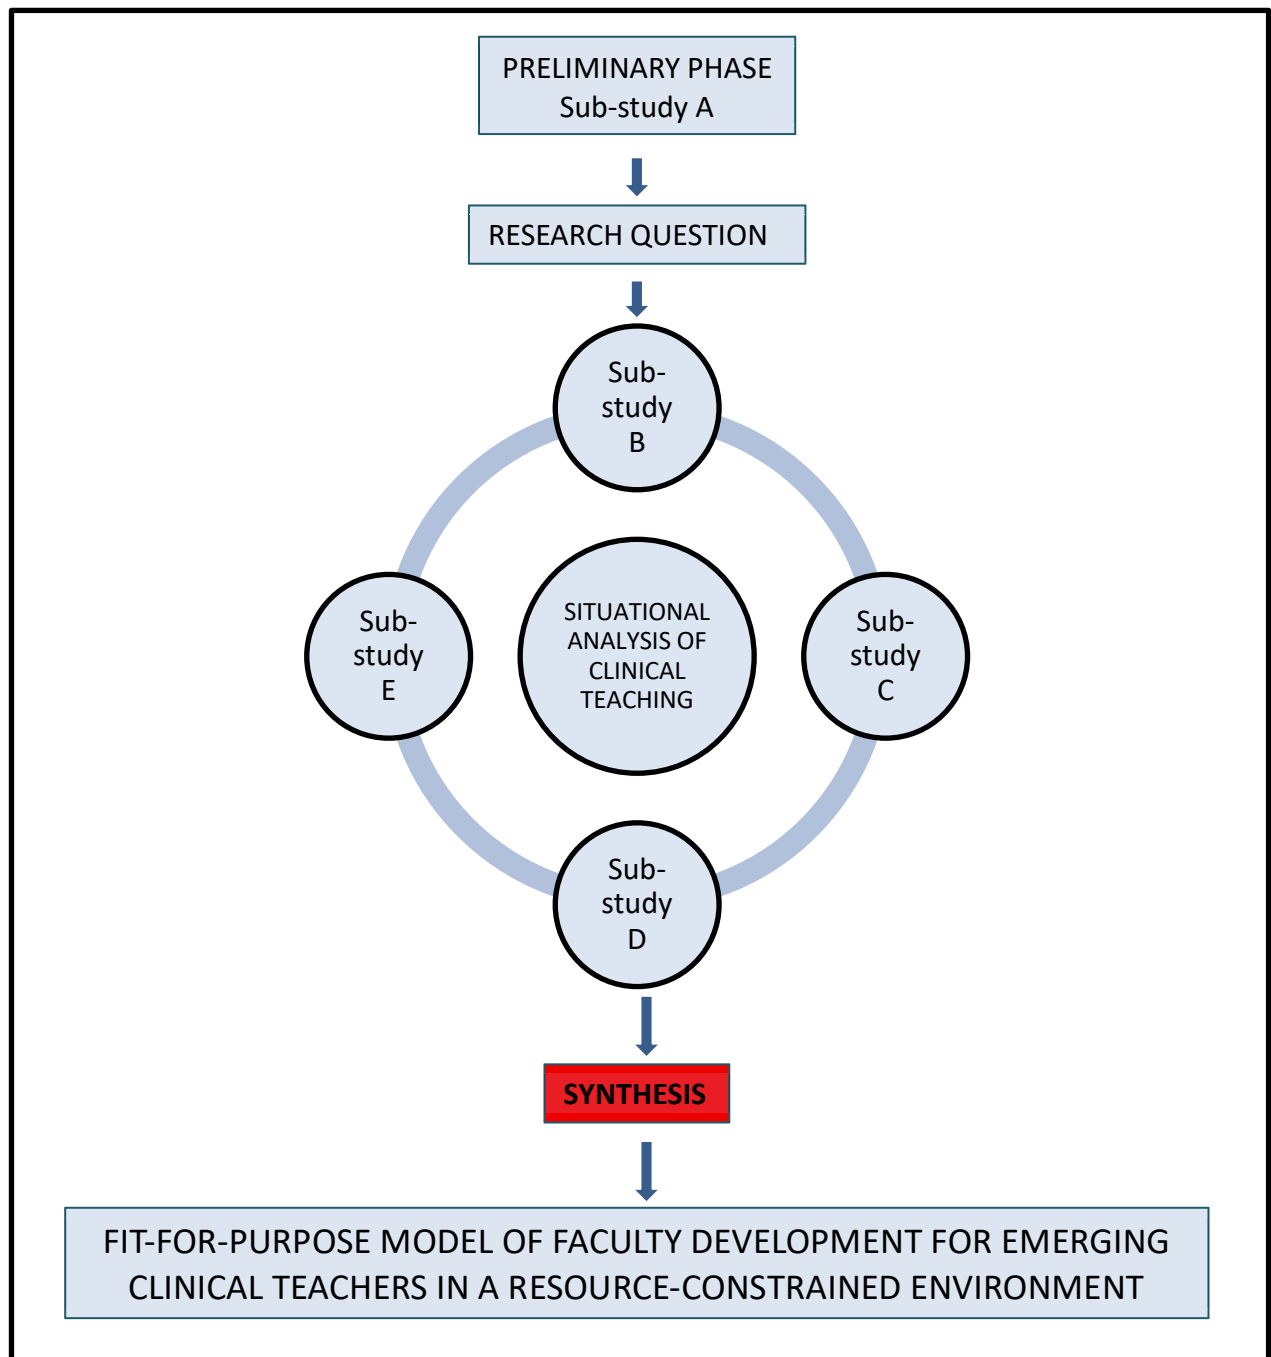 PRELIMINARY PHASE
Sub-study A
RESEARCH QUESTION
Sub-
study
B
Sub-
study
E
SITUATIONAL
ANALYSIS OF
CLINICAL
TEACHING
Sub-
study
C
Sub-
study
D
SYNTHESIS
FIT-FOR-PURPOSE MODEL OF FACULTY DEVELOPMENT FOR EMERGING
CLINICAL TEACHERS IN A RESOURCE-CONSTRAINED ENVIRONMENT